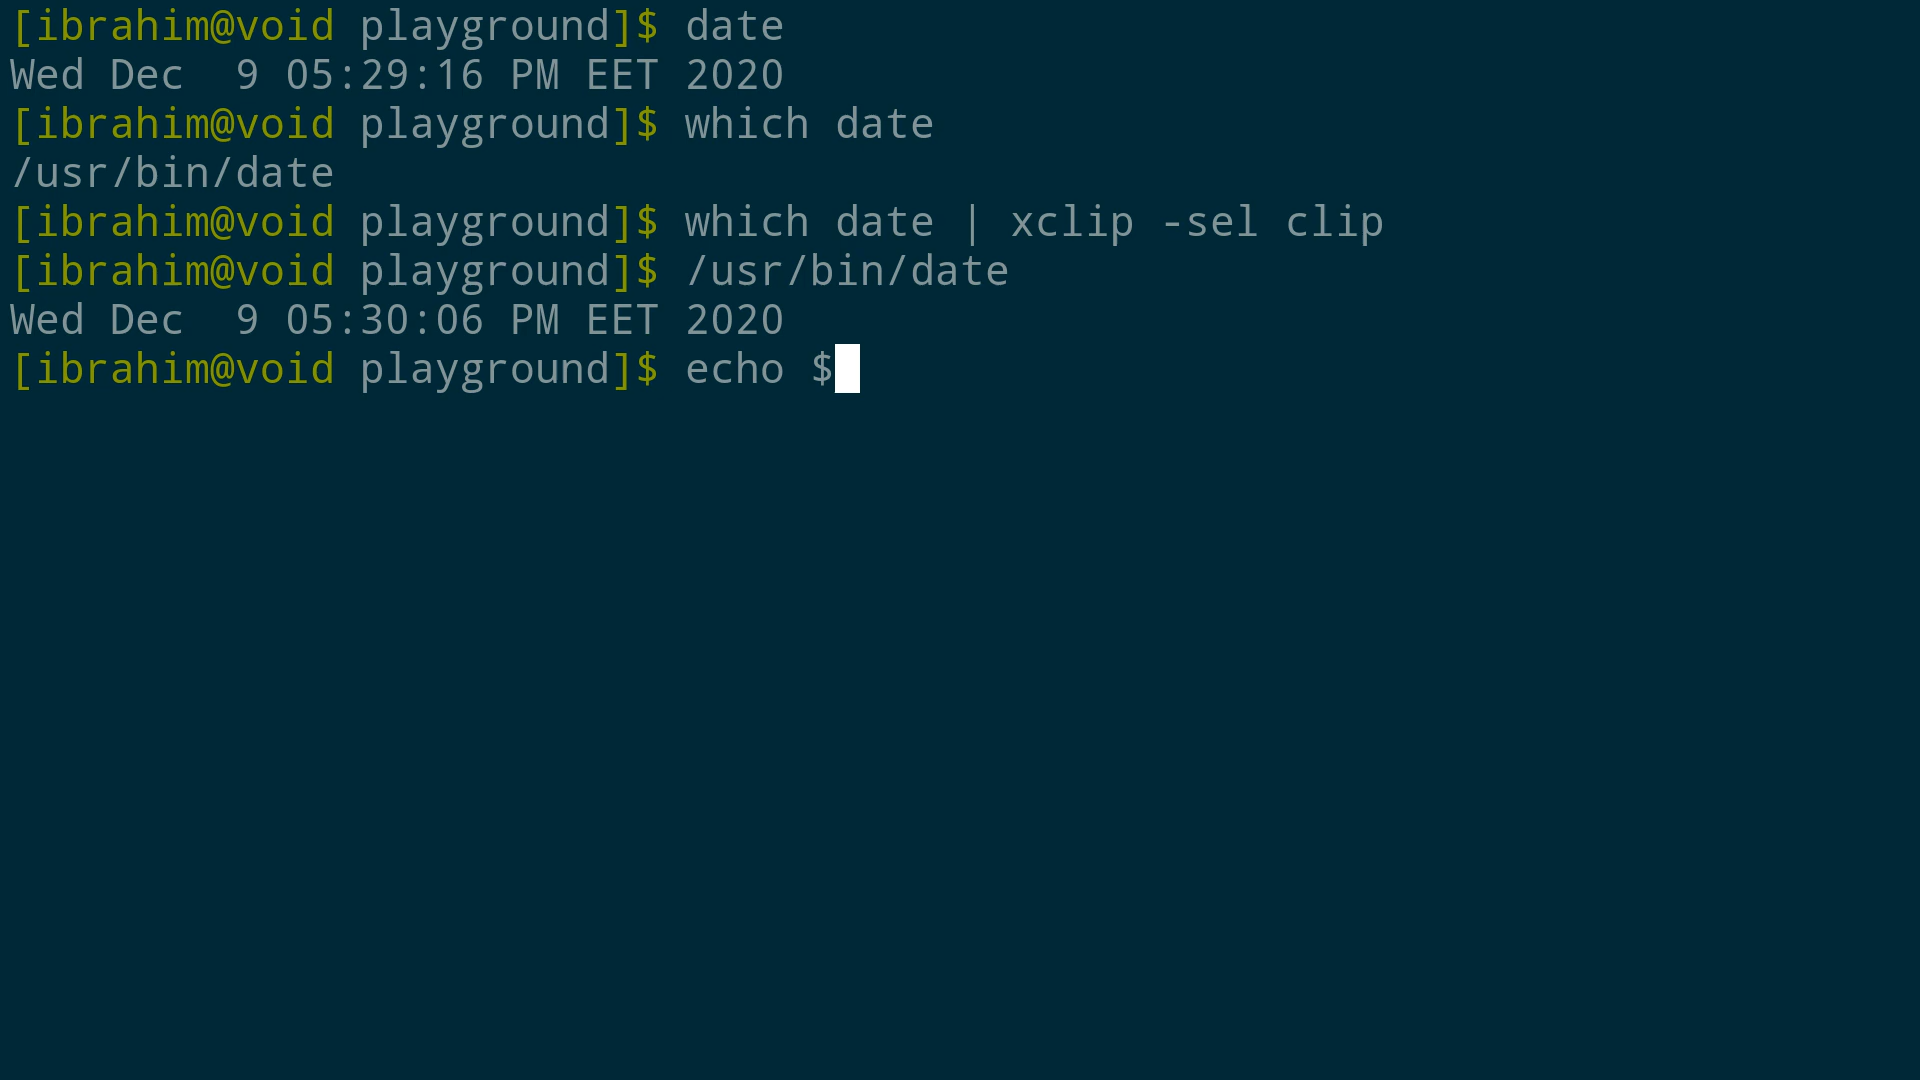 [ibrahim@void playground]$ date
Wed Dec  9 05:29:16 PM EET 2020
[ibrahim@void playground]$ which date
/usr/bin/date
[ibrahim@void playground]$ which date | xclip -sel clip
[ibrahim@void playground]$ /usr/bin/date
Wed Dec  9 05:30:06 PM EET 2020
[ibrahim@void playground]$ echo $